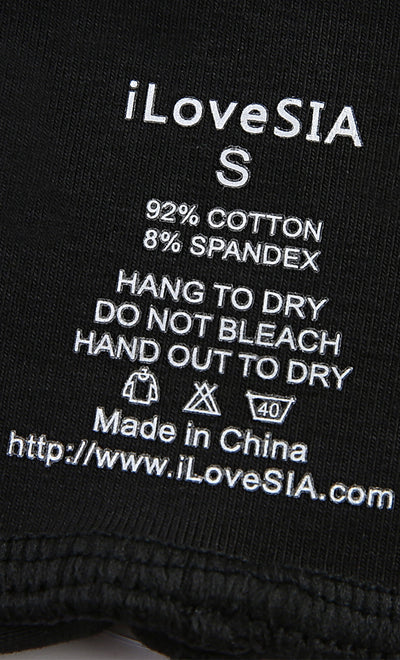 iLoveSIA
S
92% COTTON
8% SPANDEX
HANG TO DRY
DO NOT BLEACH
HAND OUT TO DRY
40
Made in China
http://www.iLoveSIA.com